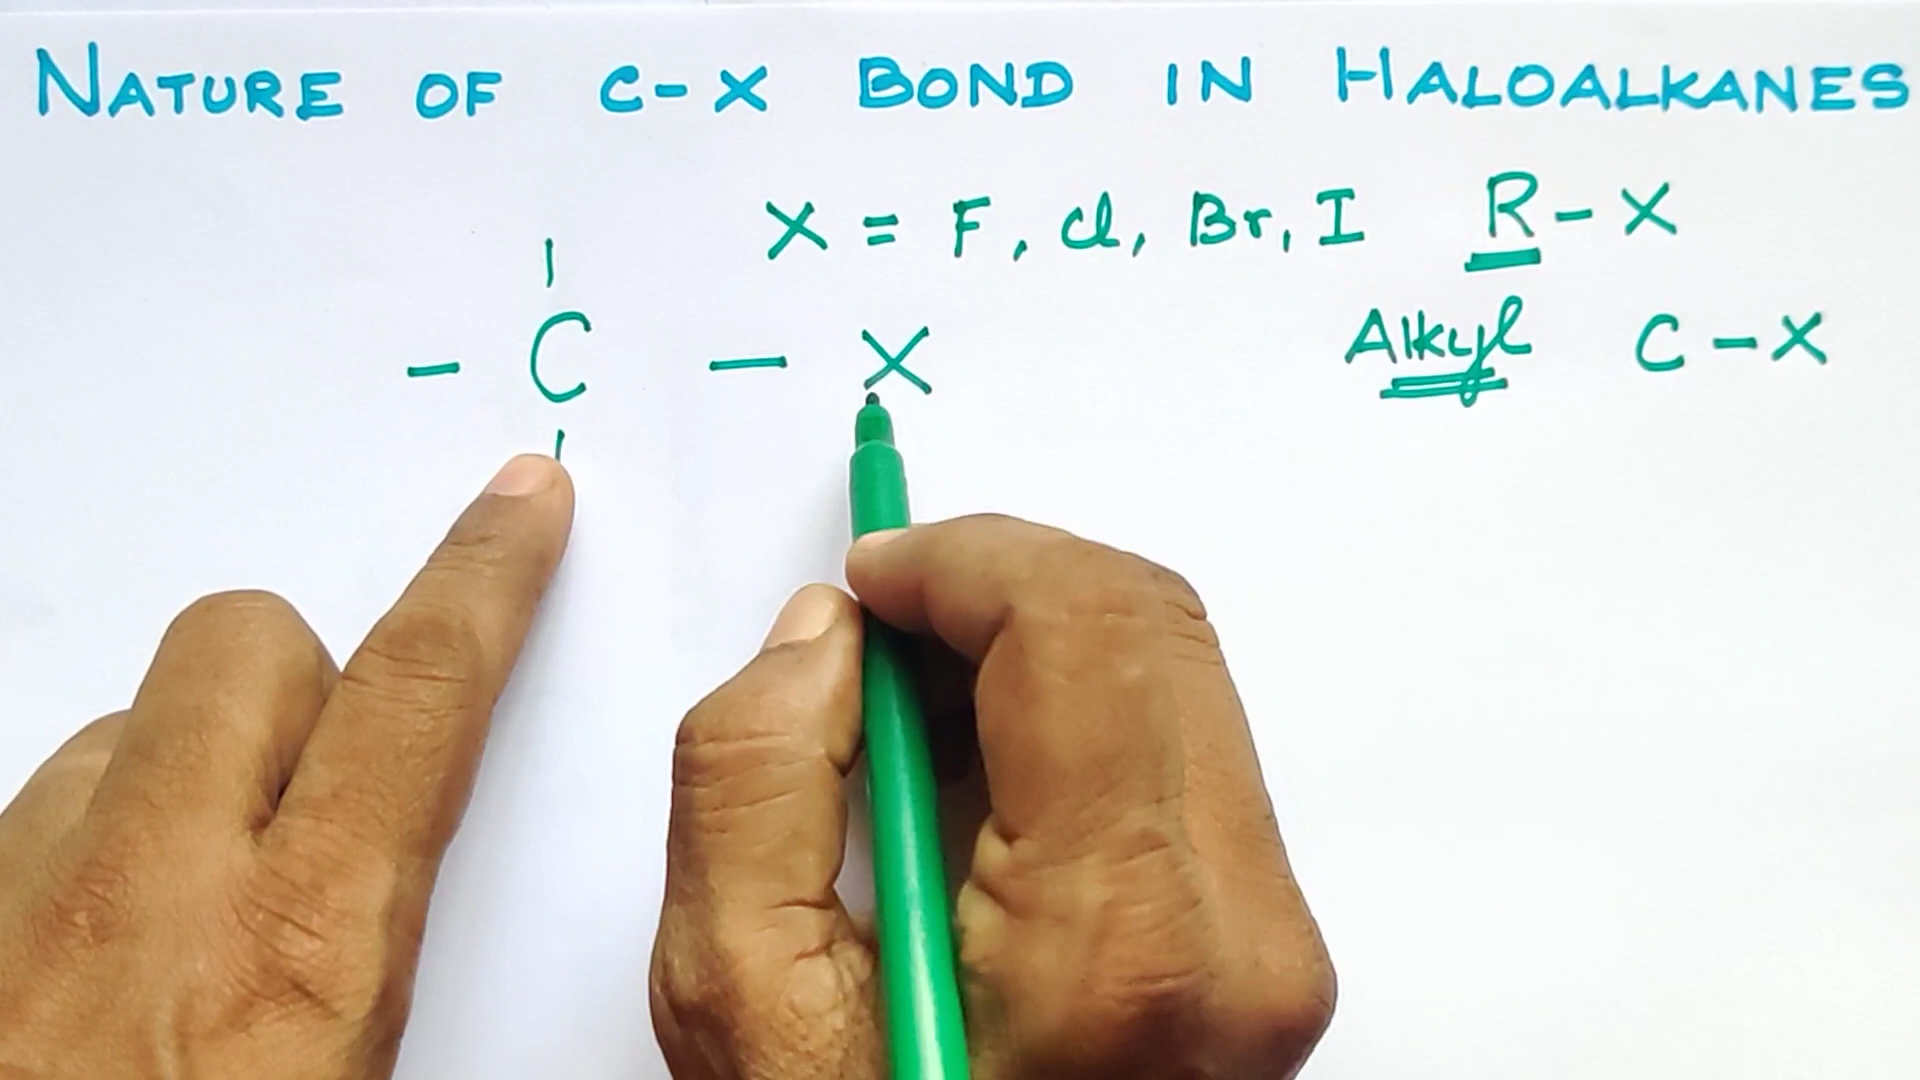 NATURE OF C-X BOND IN HALOALKANES
X = F, Cl, Br, I R-X
- C - X Alkyl C-X